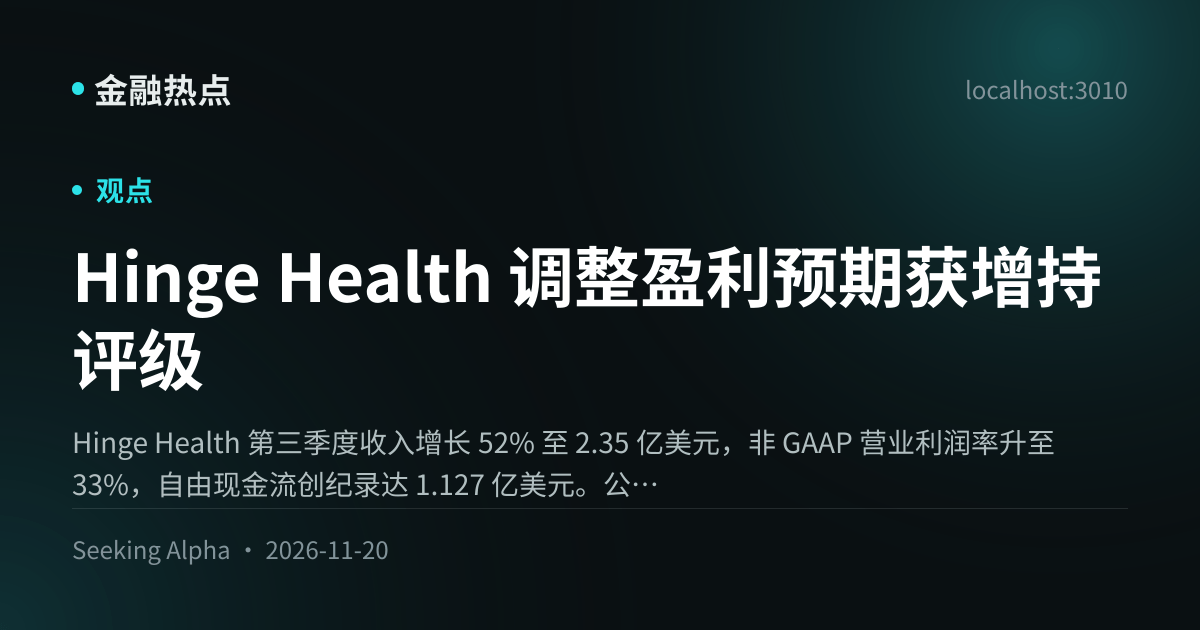 金融热点
localhost:3010
观点
Hinge Health 调整盈利预期获增持
评级
Hinge Health 第三季度收入增长 52% 至 2.35 亿美元，非 GAAP 营业利润率升至
33%，自由现金流创纪录达 1.127 亿美元。公…
Seeking Alpha · 2026-11-20